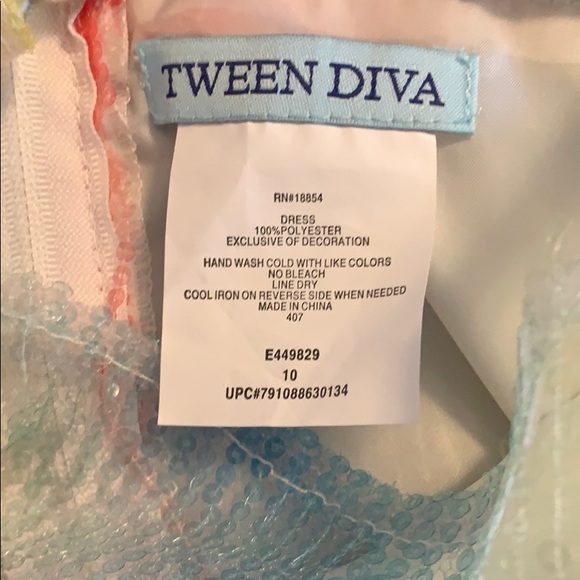 TWEEN DIVA
RN#18854
DRESS
100%POLYESTER
EXCLUSIVE OF DECORATION
HAND WASH COLD WITH LIKE COLORS
NO BLEACH
LINE DRY
COOL IRON ON REVERSE SIDE WHEN NEEDED
MADE IN CHINA
407
E449829
10
UPC#791088630134